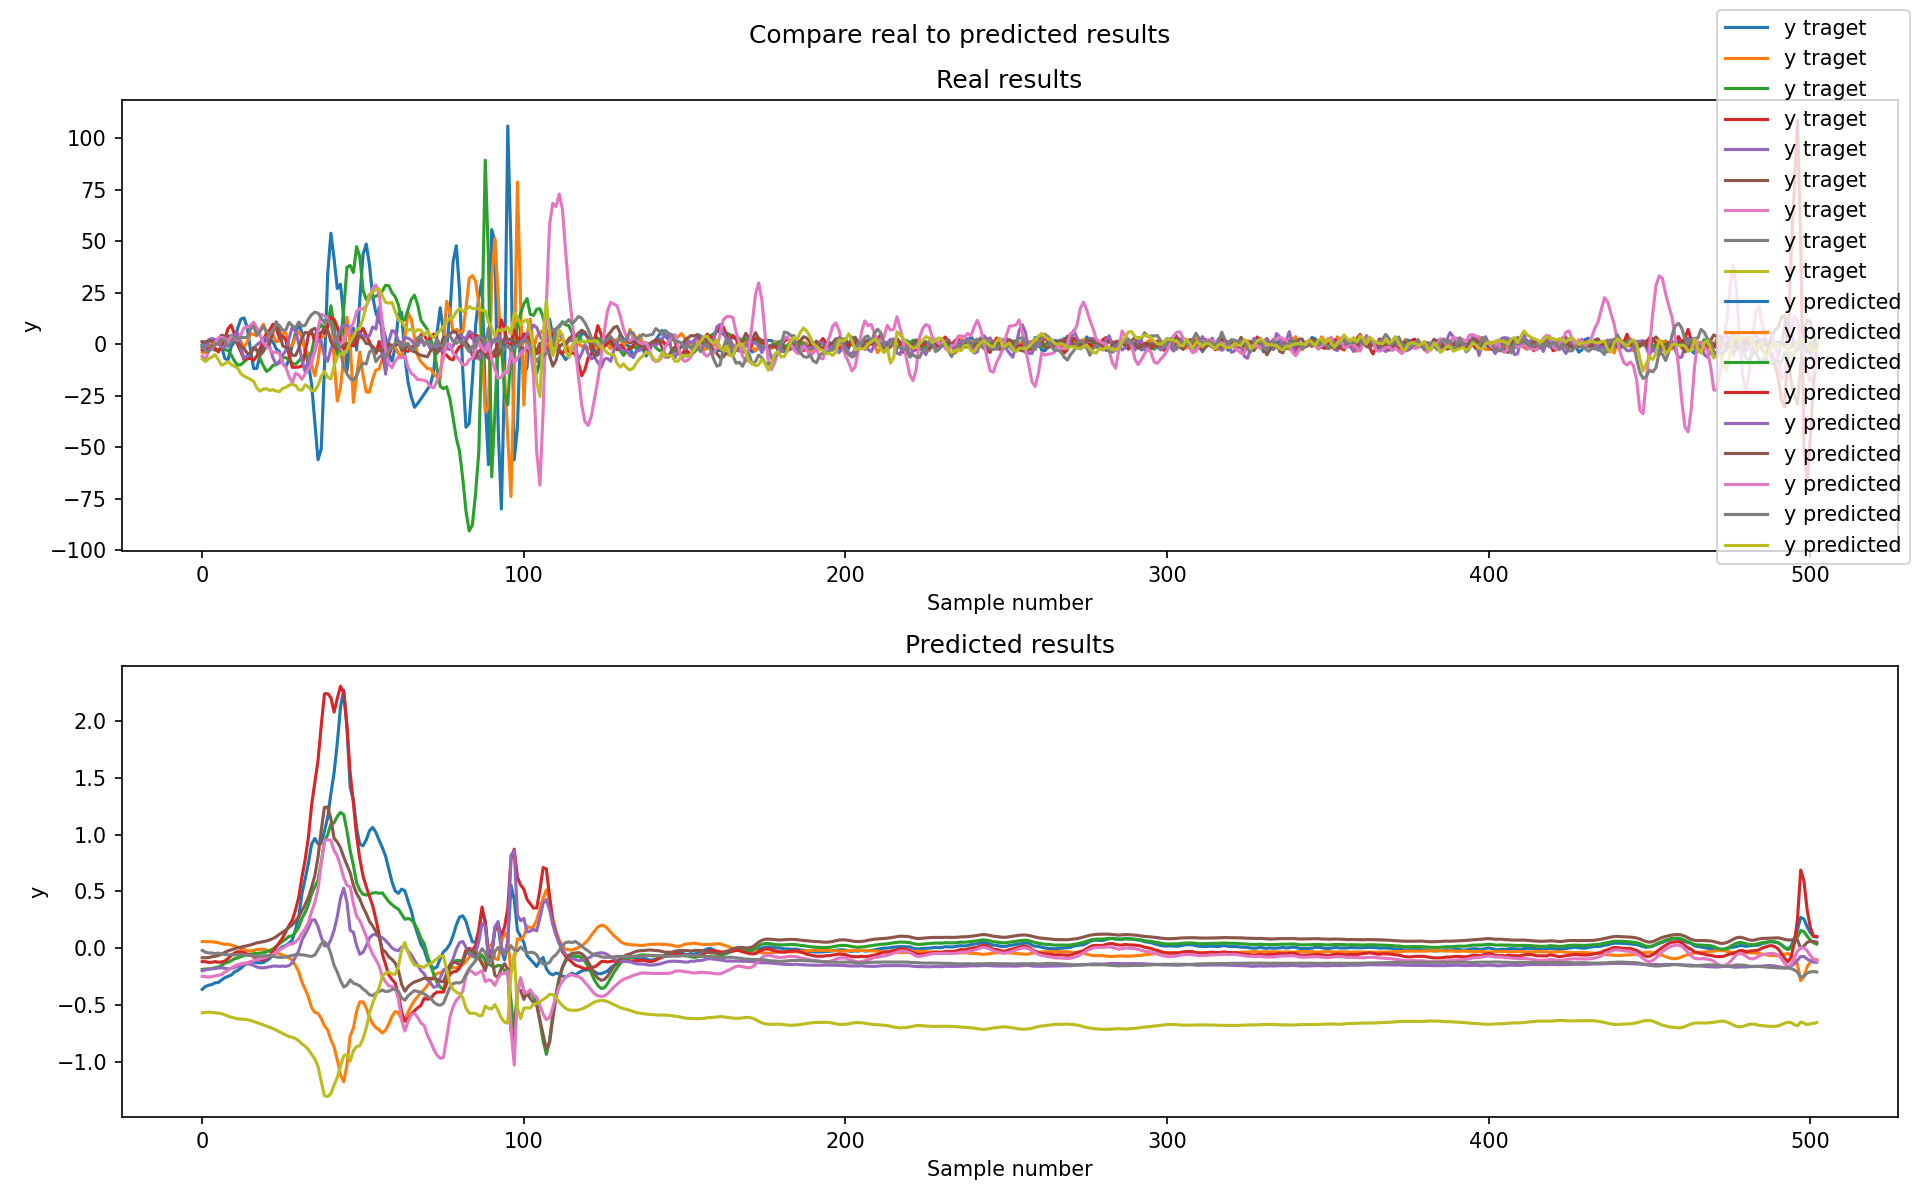 Compare real to predicted results
Real results
y traget
y traget
y traget
y traget
y traget
y traget
y traget
y traget
y traget
y predicted
y predicted
y predicted
y predicted
y predicted
y predicted
y predicted
y predicted
y predicted
100
75
50
25
0
−25
−50
−75
−100
y
0 100 200 300 400 500
Sample number
Predicted results
2.0
1.5
1.0
0.5
0.0
−0.5
−1.0
y
0 100 200 300 400 500
Sample number